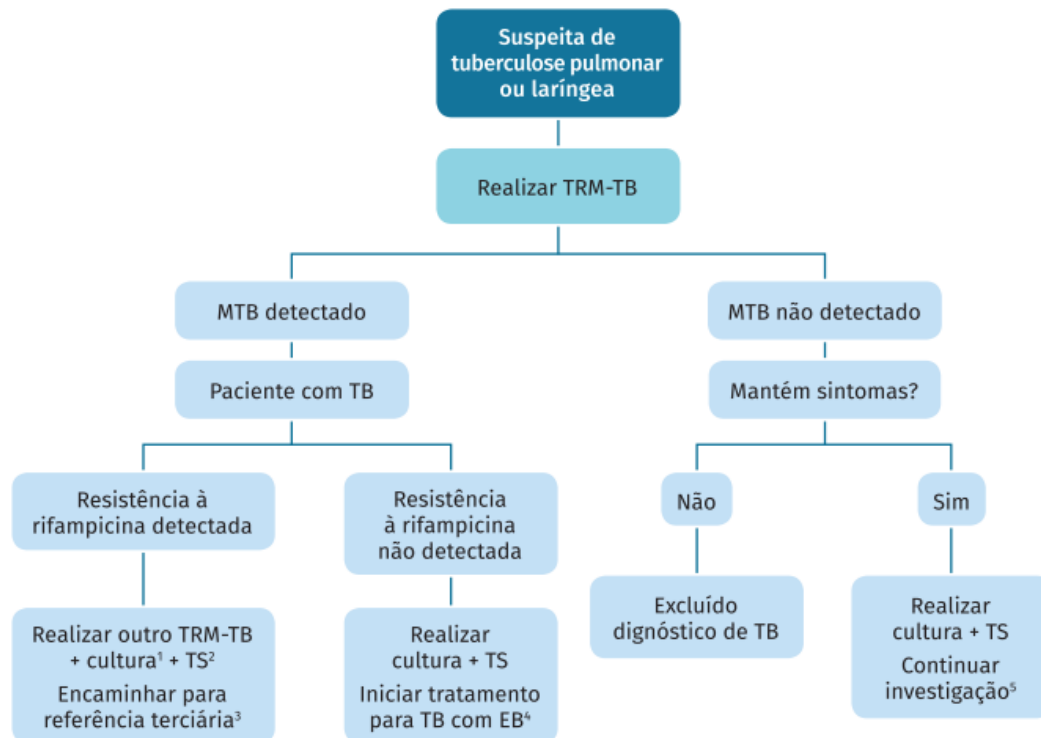 Suspeita de
tuberculose pulmonar
ou laríngea
Realizar TRM-TB
MTB detectado
MTB não detectado
Paciente com TB
Mantém sintomas?
Resistência à
rifampicina detectada
Resistência
à rifampicina
não detectada
Não
Sim
Realizar outro TRM-TB
+ cultura¹ + TS²
Encaminhar para
referência terciária³
Realizar
cultura + TS
Iniciar tratamento
para TB com EB⁴
Excluído
dignóstico de TB
Realizar
cultura + TS
Continuar
investigação⁵